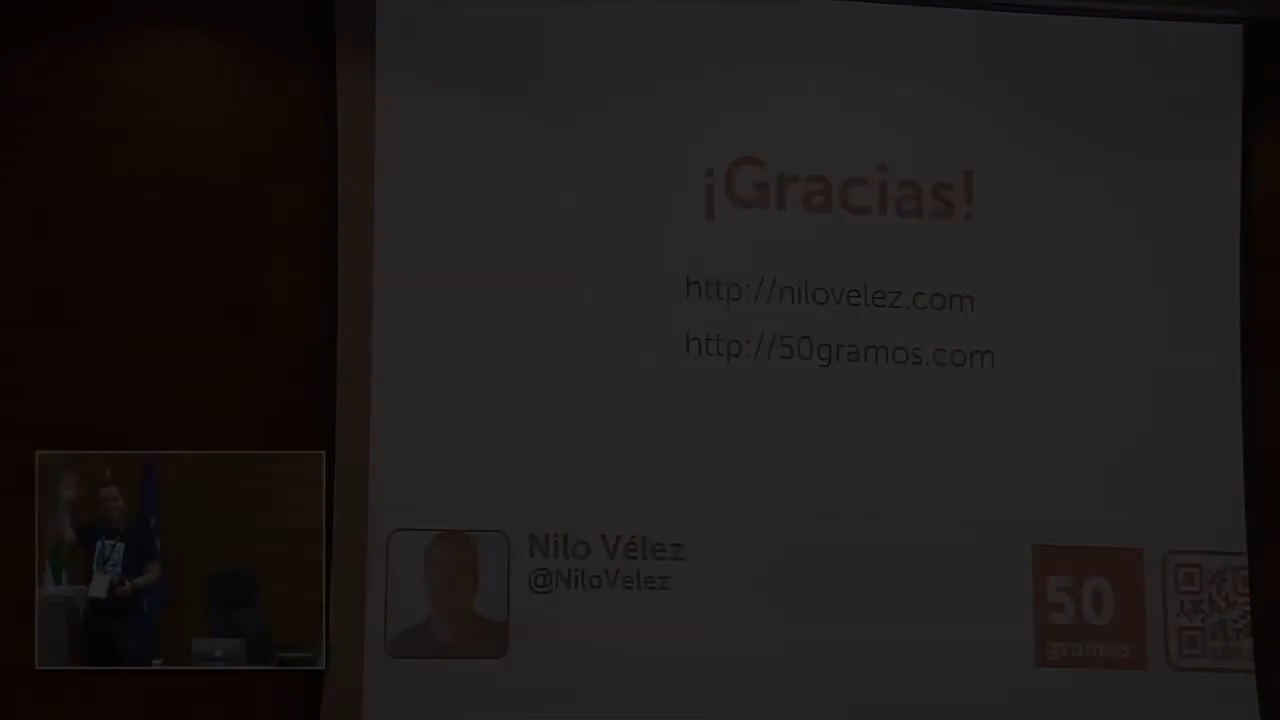 ¡Gracias!
http://nilovelez.com
http://50gramos.com
Nilo Vélez
@NiloVelez
50
gramos